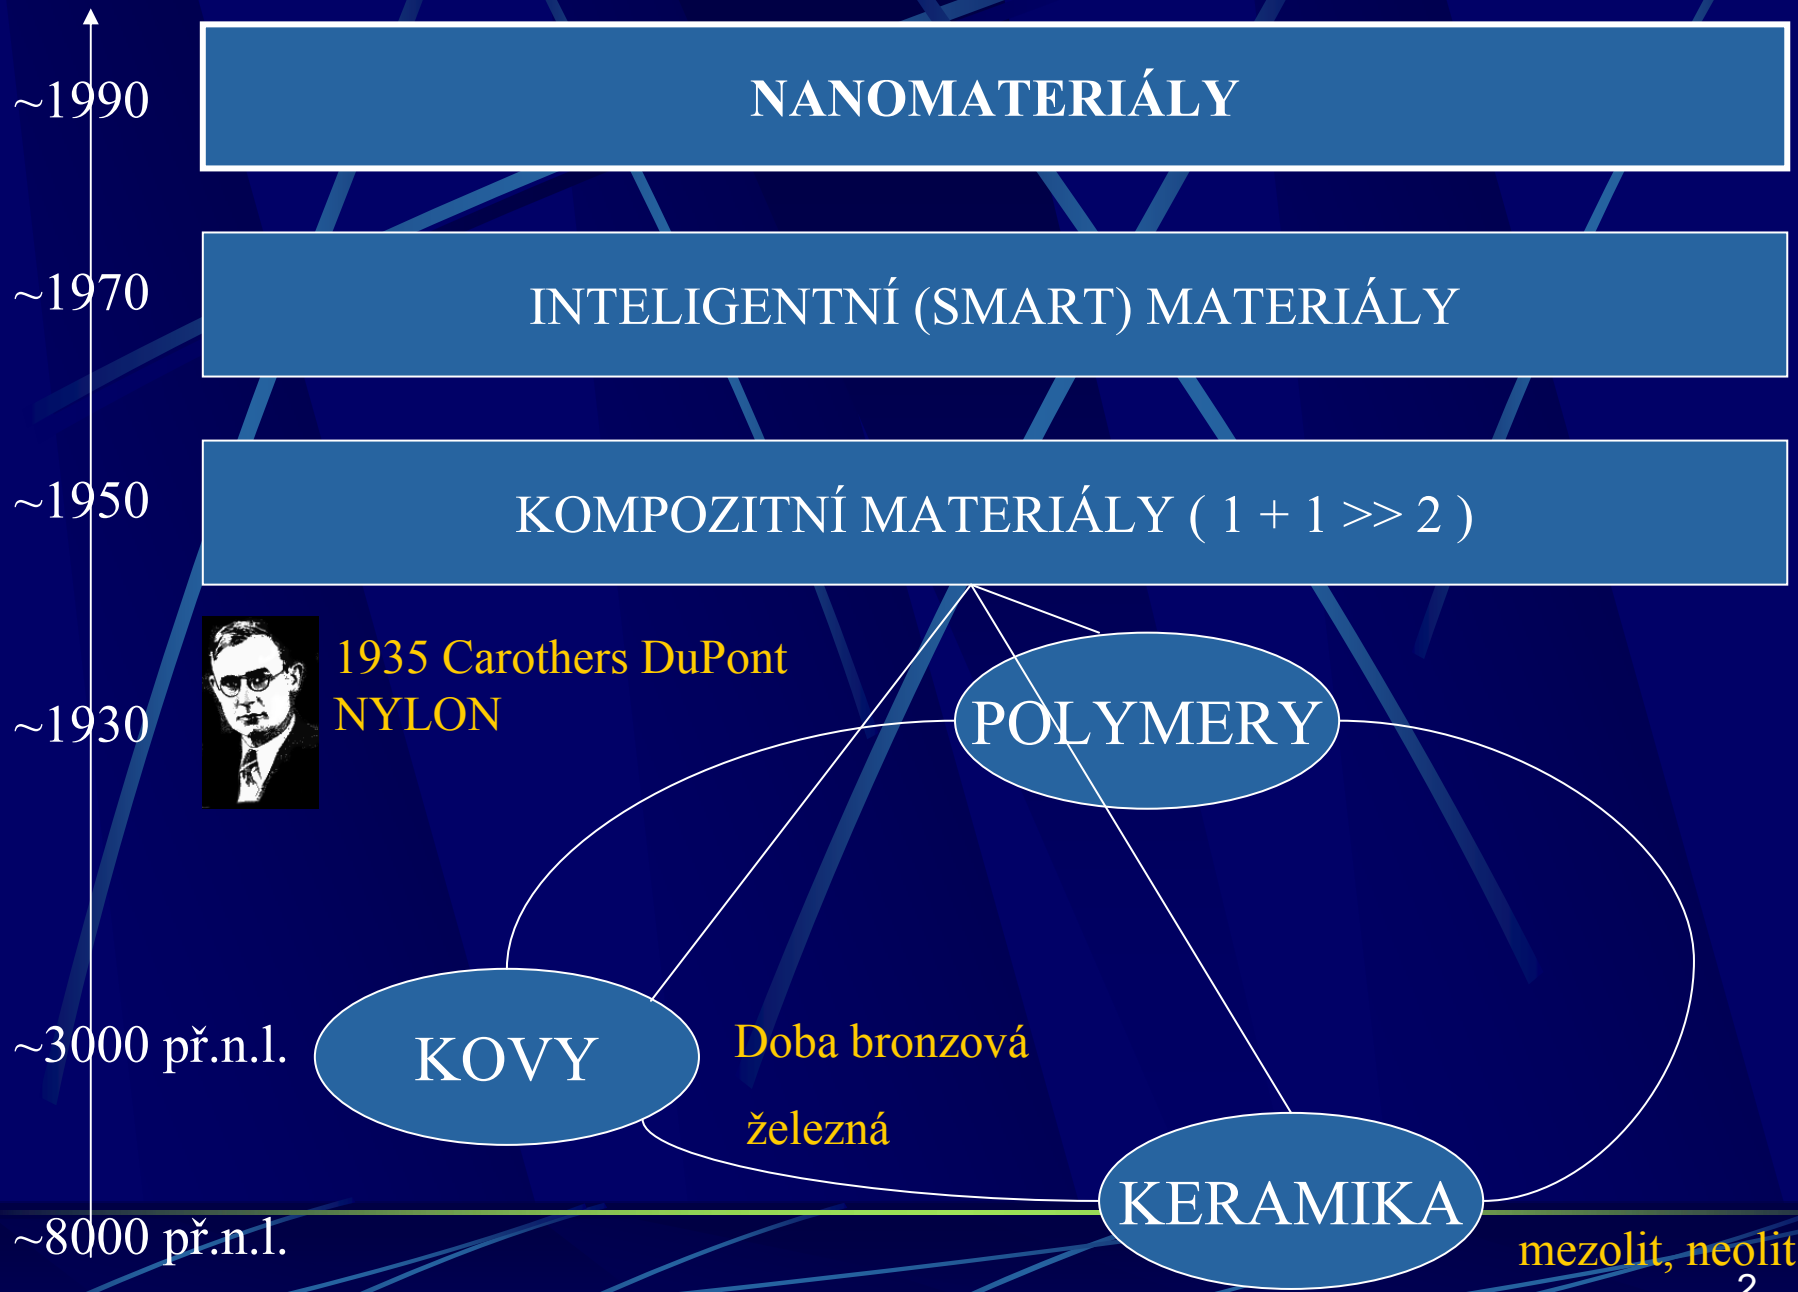 ~1990
NANOMATERIÁLY
~1970
INTELIGENTNÍ (SMART) MATERIÁLY
~1950
KOMPOZITNÍ MATERIÁLY ( 1 + 1 >> 2 )
1935 Carothers DuPont
NYLON
~1930
POLYMERY
~3000 př.n.l.
KOVY
Doba bronzová
železná
KERAMIKA
~8000 př.n.l.
mezolit, neolit
2